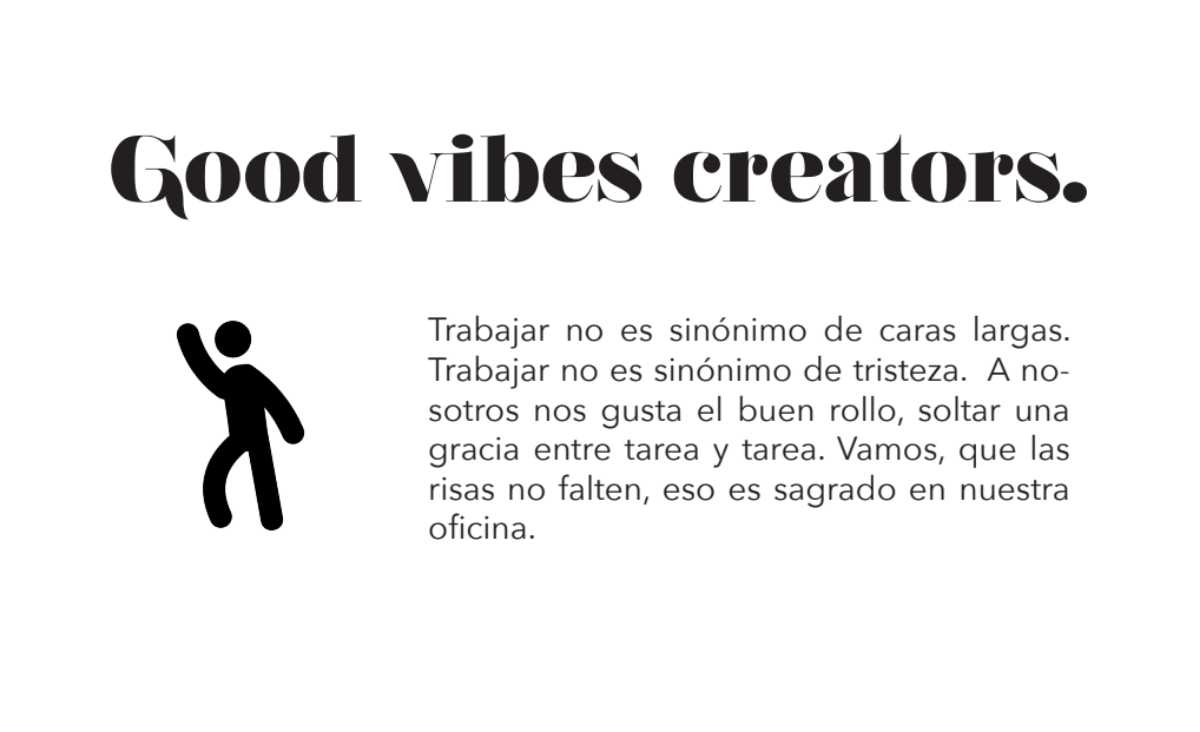 Good vibes creators.
Trabajar no es sinónimo de caras largas.
Trabajar no es sinónimo de tristeza.  A no-
sotros nos gusta el buen rollo, soltar una
gracia entre tarea y tarea. Vamos, que las
risas no falten, eso es sagrado en nuestra
oficina.